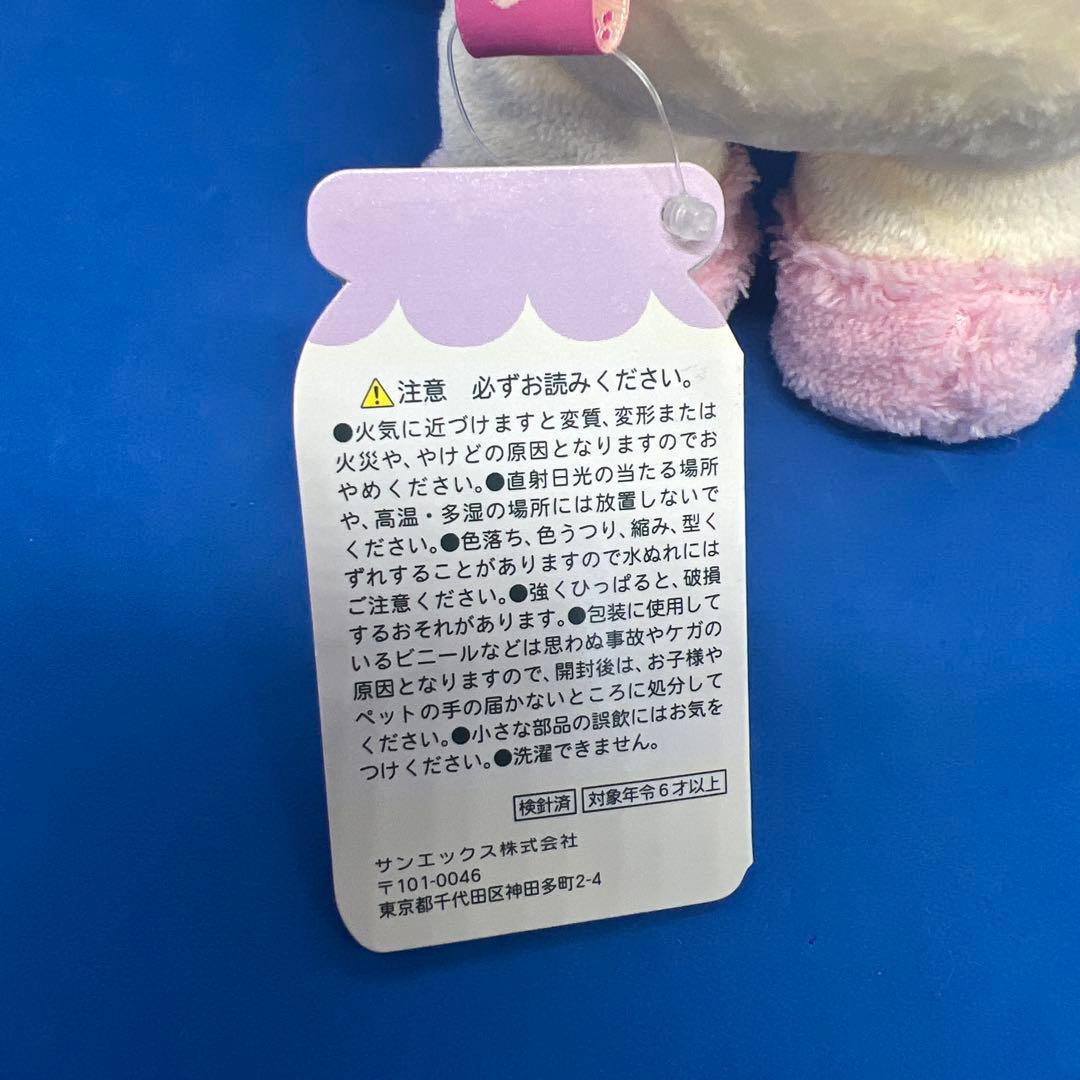 注意 必ずお読みください。
●火気に近づけますと変質、変形または
火災や、やけどの原因となりますのでお
やめください。●直射日光の当たる場所
や、高温・多湿の場所には放置しないで
ください。●色落ち、色うつり、縮み、型く
ずれすることがありますので水ぬれには
ご注意ください。●強くひっぱると、破損
するおそれがあります。●包装に使用して
いるビニールなどは思わぬ事故やケガの
原因となりますので、開封後は、お子様や
ペットの手の届かないところに処分して
ください。●小さな部品の誤飲にはお気を
つけください。●洗濯できません。
検針済 対象年令6才以上
サンエックス株式会社
〒101-0046
東京都千代田区神田多町2-4